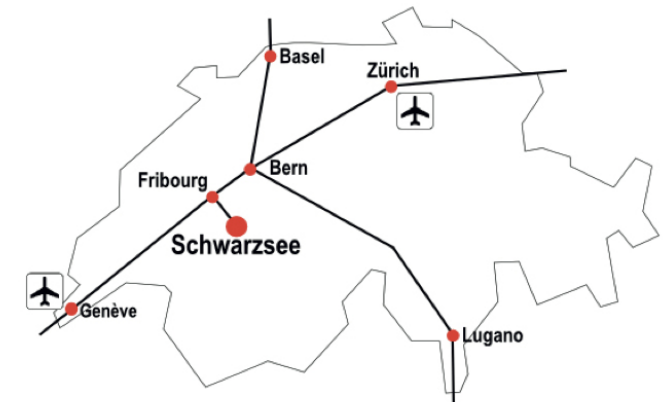 Basel
Zürich
Bern
Fribourg
Schwarzsee
Genève
Lugano